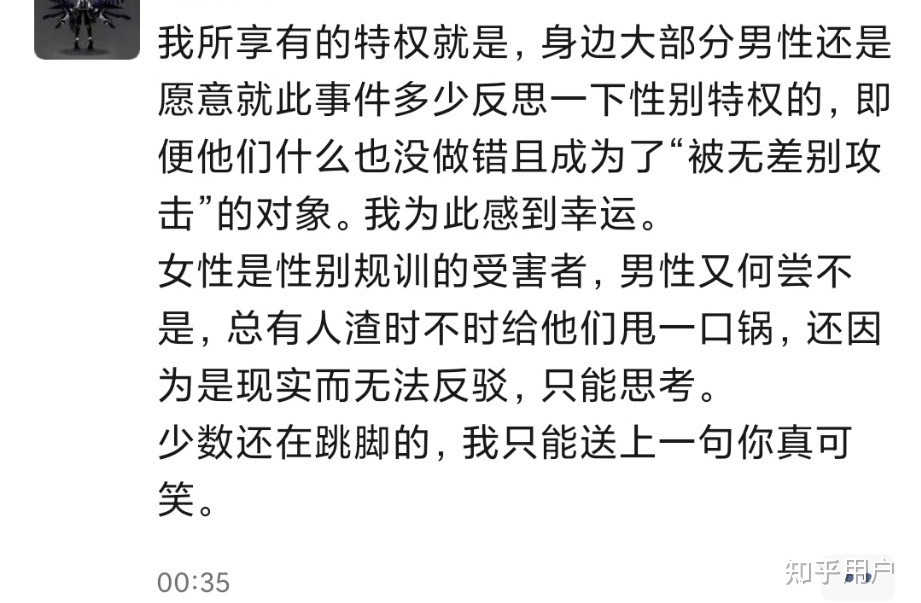 我所享有的特权就是，身边大部分男性还是
愿意就此事件多少反思一下性别特权的，即
便他们什么也没做错且成为了“被无差别攻
击”的对象。我为此感到幸运。
女性是性别规训的受害者，男性又何尝不
是，总有人渣时不时给他们甩一口锅，还因
为是现实而无法反驳，只能思考。
少数还在跳脚的，我只能送上一句你真可
笑。
00:35
知乎用户